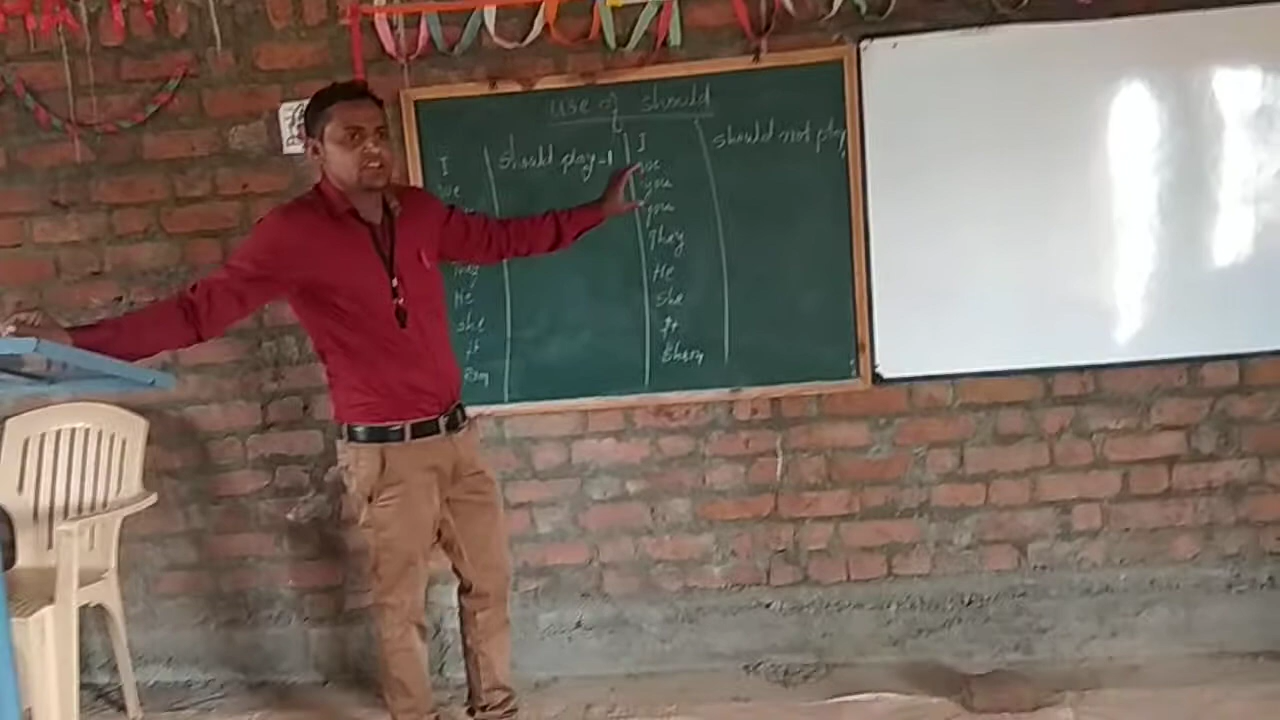 use of should
I
we
They
He
she
it
Ram
should play
I
we
you
you
They
He
She
It
should not play